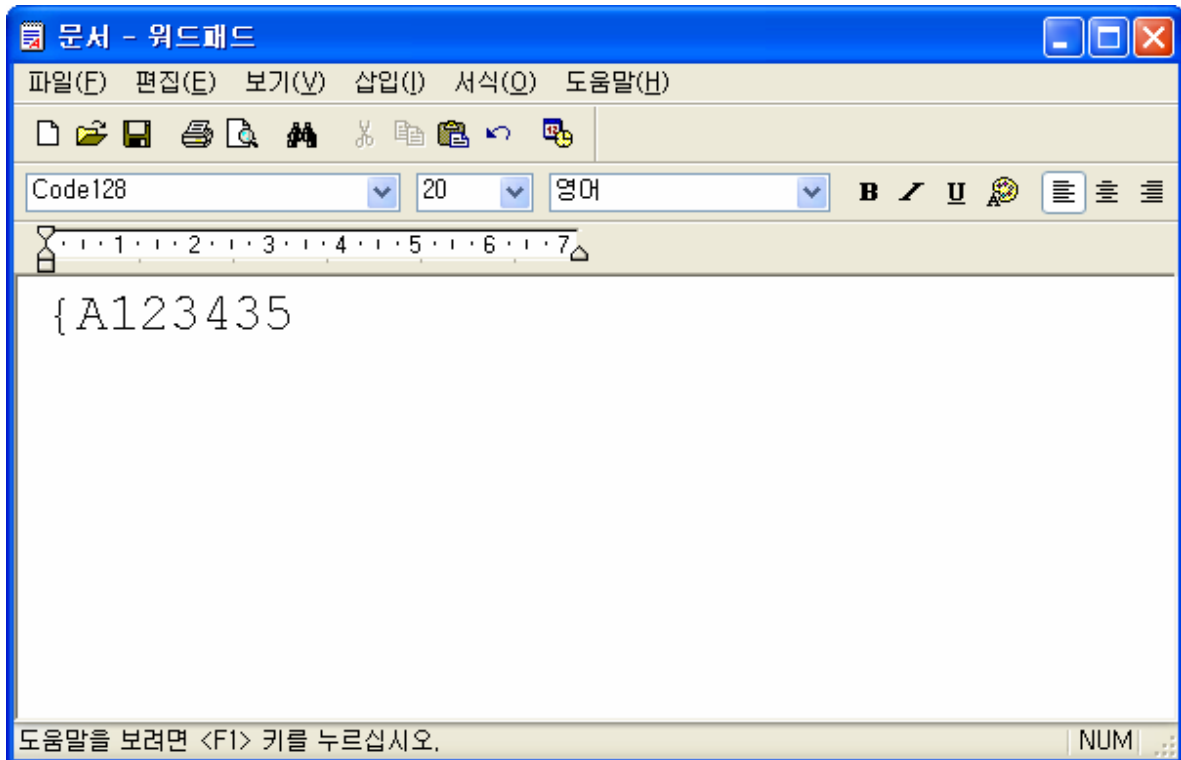 문서 - 워드패드
파일(F) 편집(E) 보기(V) 삽입(I) 서식(O) 도움말(H)
Code128 20 영어 B / U
1 2 3 4 5 6 7
{A123435
도움말을 보려면 <F1> 키를 누르십시오. NUM